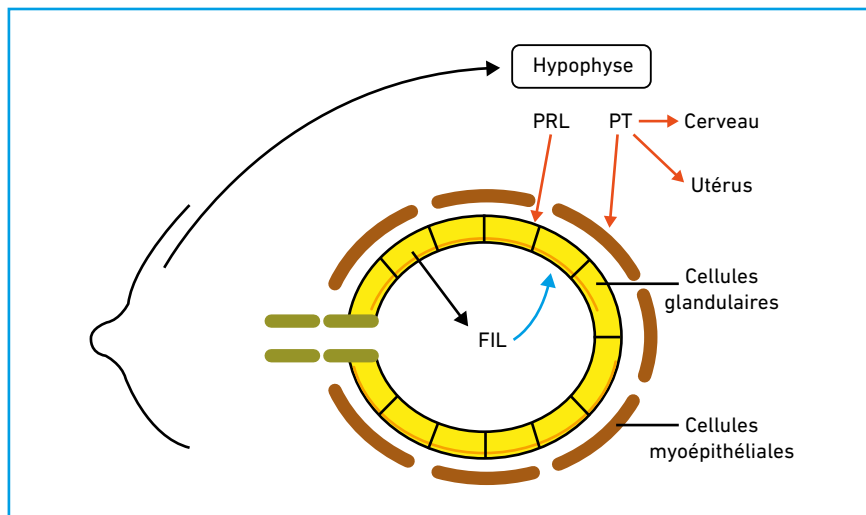 Hypophyse
PRL
PT
Cerveau
Utérus
Cellules
glandulaires
FIL
Cellules
myoépithéliales